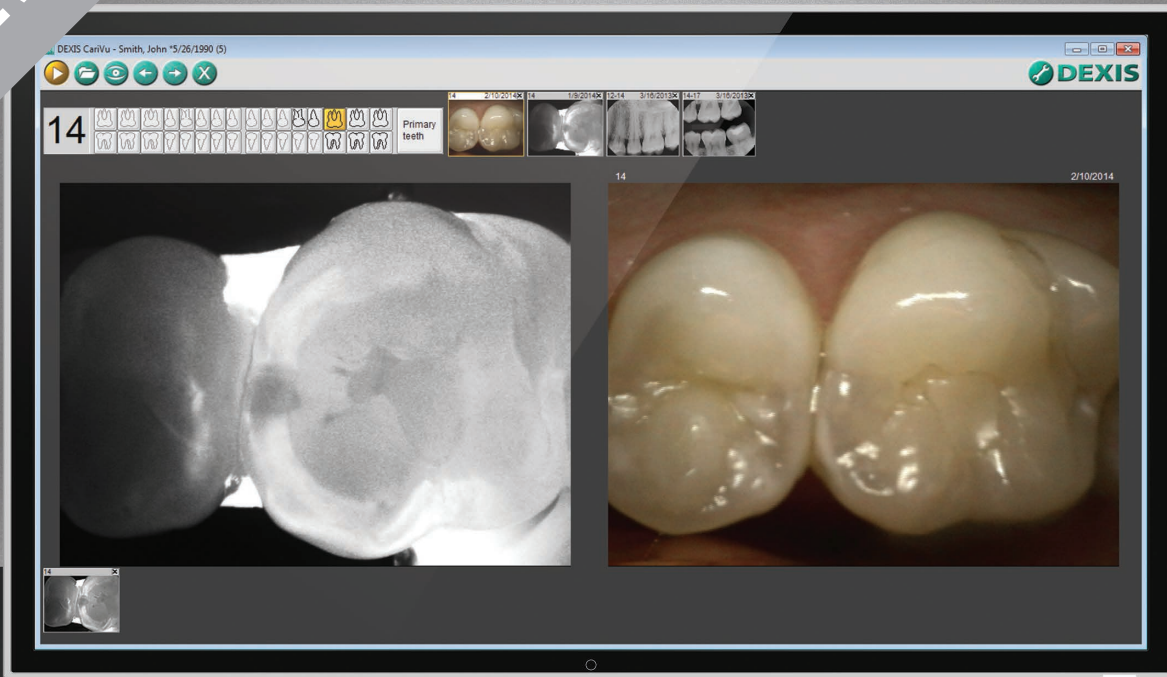 DEXIS CariVu - Smith, John *5/26/1990 (5)
DEXIS
14
Primary
teeth
14 2/10/2014
14 1/9/2014
12-14 3/16/2013
14-17 3/16/2013
14 2/10/2014
14